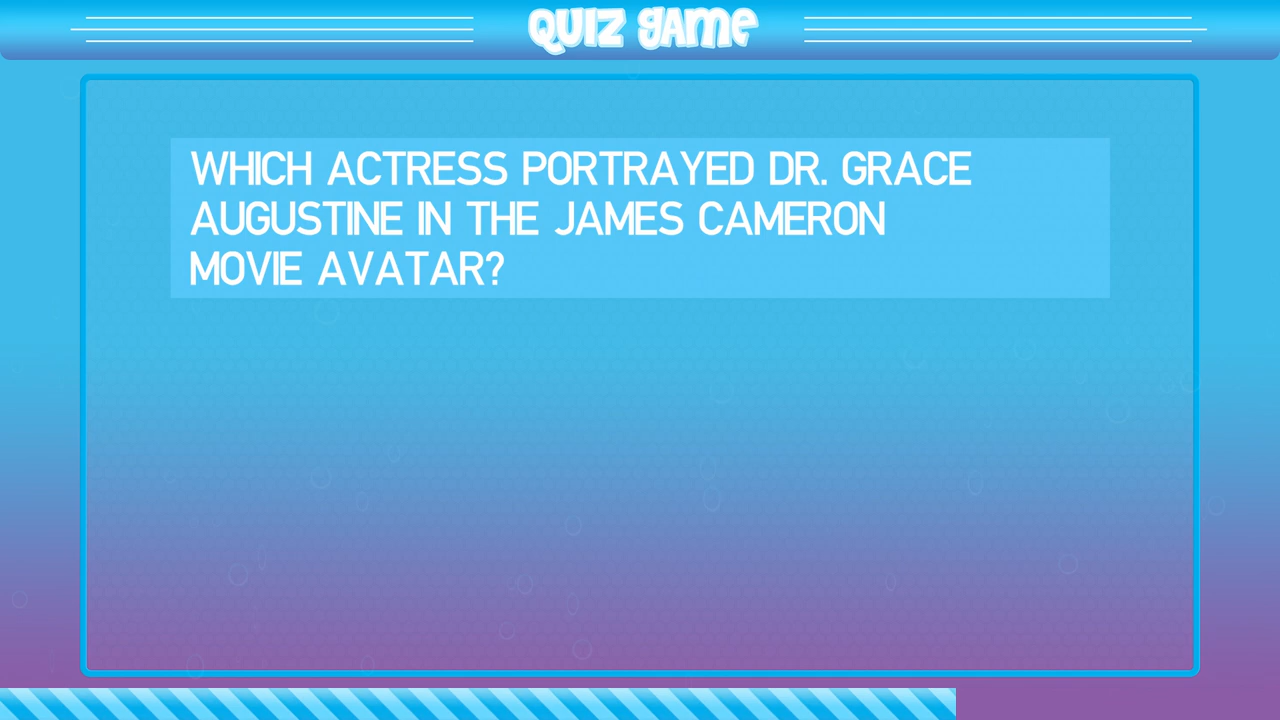 QUIZ GAME
WHICH ACTRESS PORTRAYED DR. GRACE
AUGUSTINE IN THE JAMES CAMERON
MOVIE AVATAR?